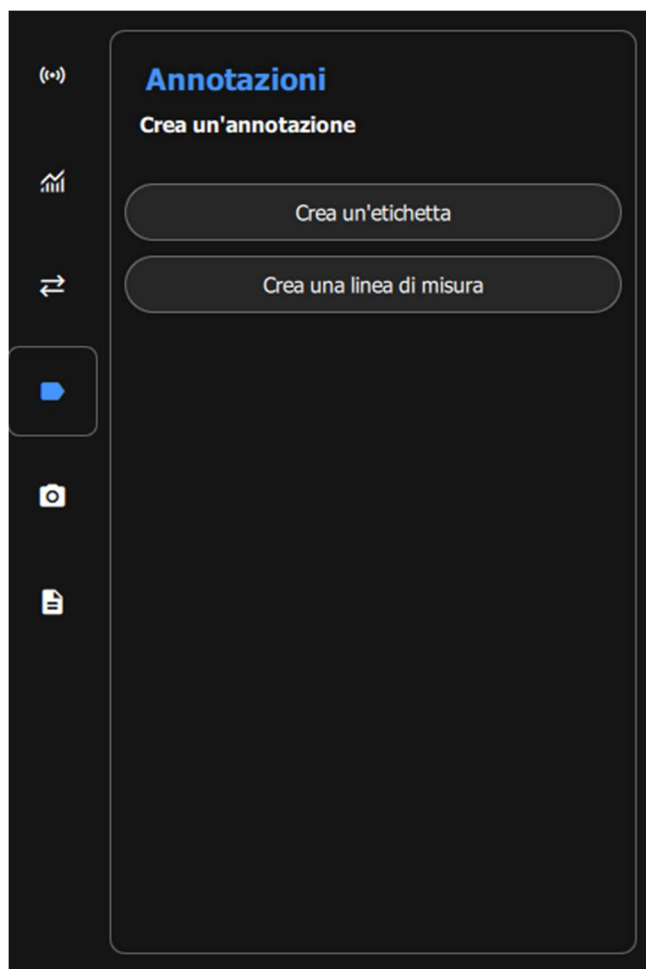 Annotazioni
Crea un'annotazione
Crea un'etichetta
Crea una linea di misura